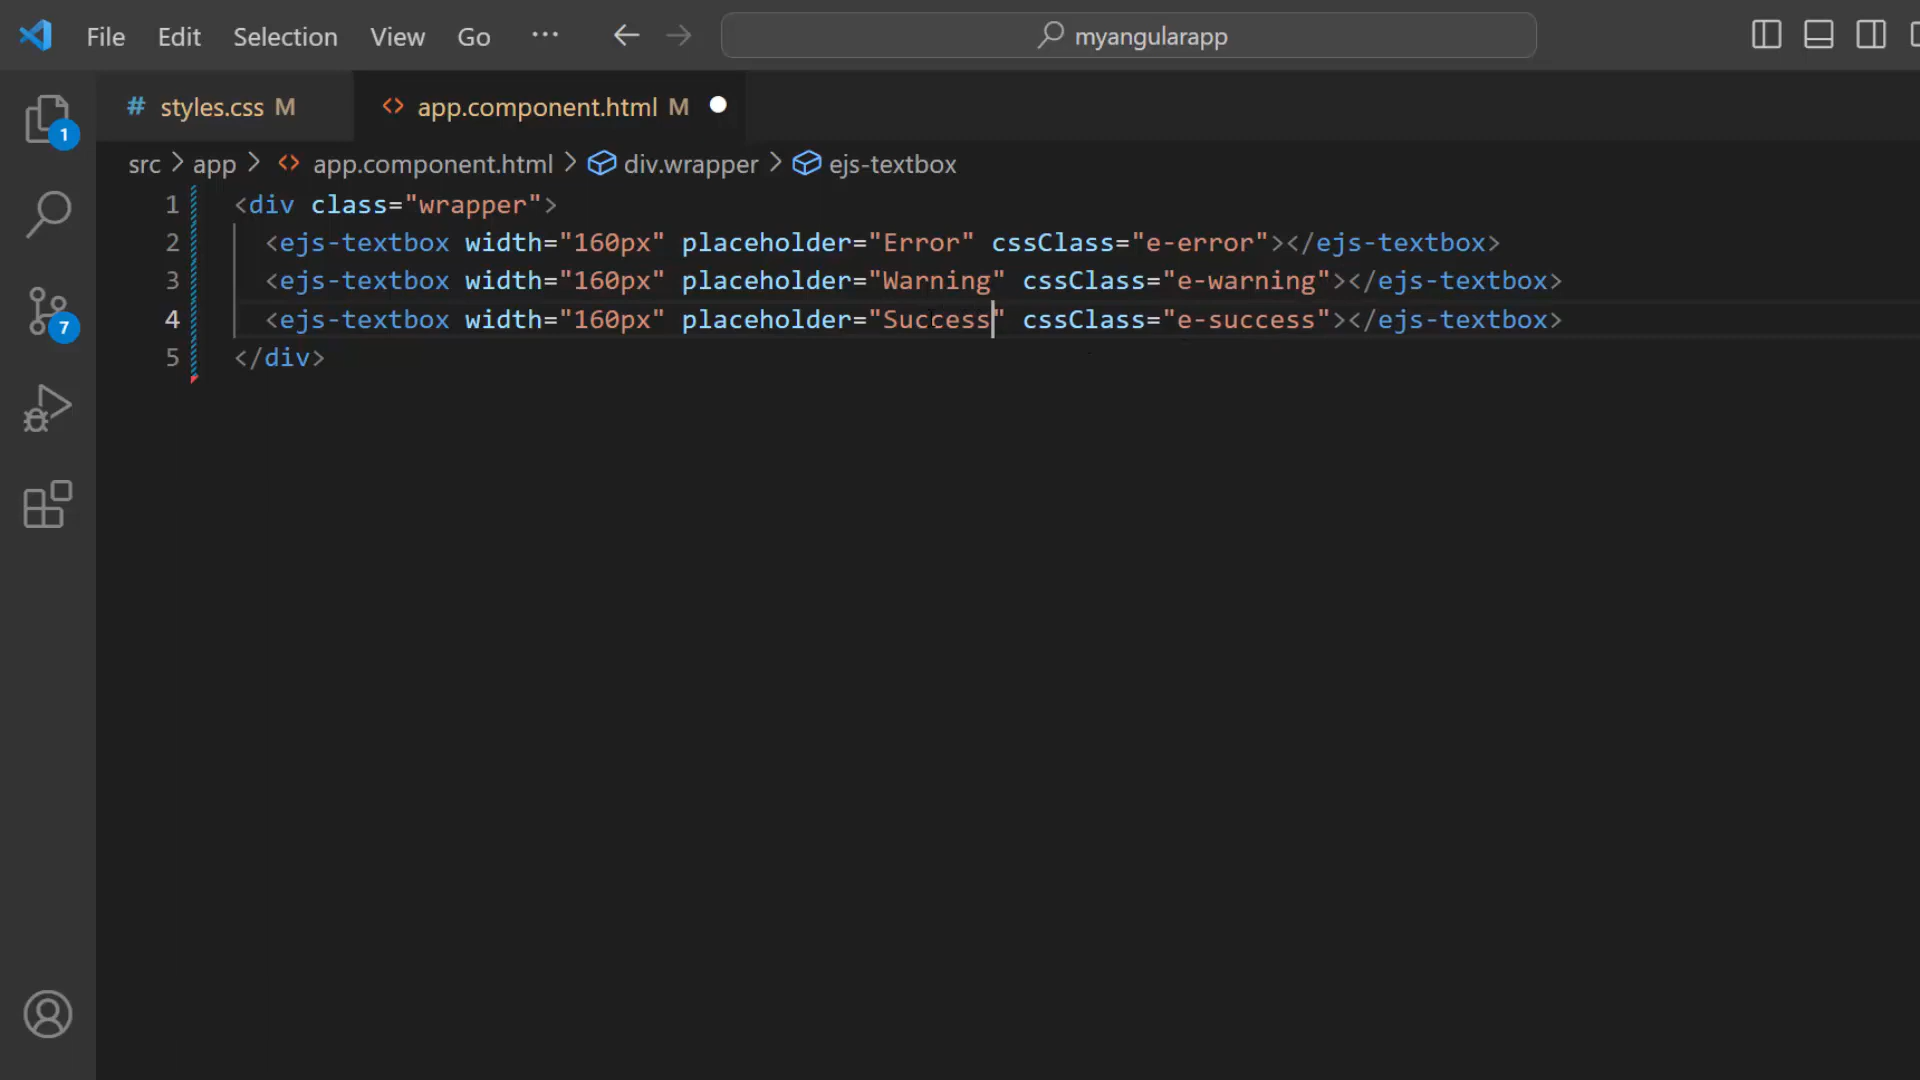 File Edit Selection View Go ··· myangularapp
# styles.css M <> app.component.html M
1
src > app > <> app.component.html > div.wrapper > ejs-textbox
1 <div class="wrapper">
2 <ejs-textbox width="160px" placeholder="Error" cssClass="e-error"></ejs-textbox>
3 <ejs-textbox width="160px" placeholder="Warning" cssClass="e-warning"></ejs-textbox>
4 <ejs-textbox width="160px" placeholder="Success" cssClass="e-success"></ejs-textbox>
7
5 </div>